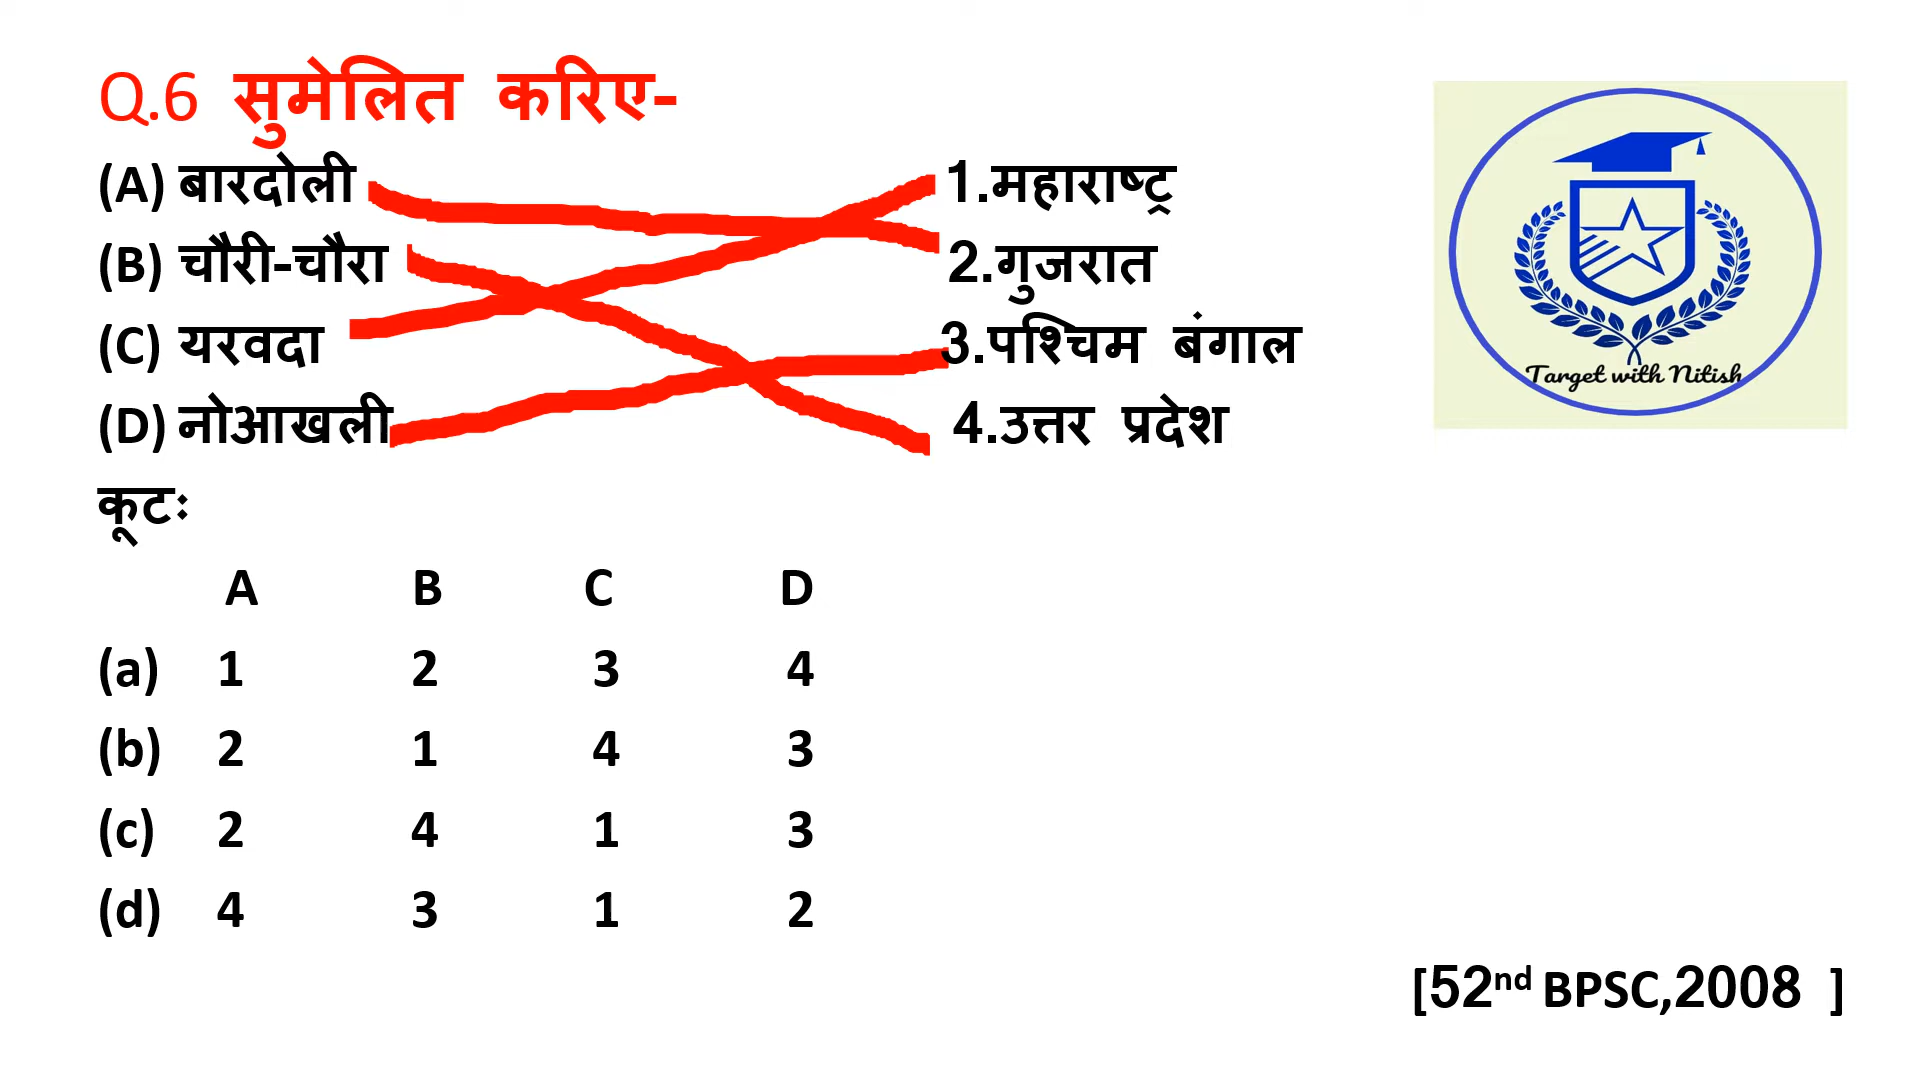 Q.6 सुमेलित करिए-
(A) बारदोली 1.महाराष्ट्र
(B) चौरी-चौरा 2.गुजरात
(C) यरवदा 3.पश्चिम बंगाल
(D) नोआखली 4.उत्तर प्रदेश
Target with Nitish
कूटः
A B C D
(a) 1 2 3 4
(b) 2 1 4 3
(c) 2 4 1 3
(d) 4 3 1 2
[52nd BPSC,2008 ]